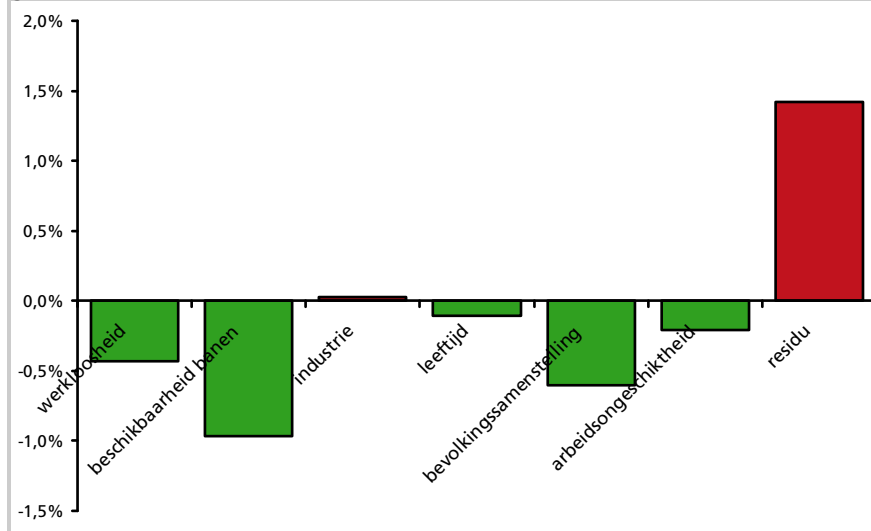 2,0%
1,5%
1,0%
0,5%
0,0%
-0,5%
-1,0%
-1,5%
werkloosheid
beschikbaarheid banen
industrie
leeftijd
bevolkingssamenstelling
arbeidsongeschiktheid
residu